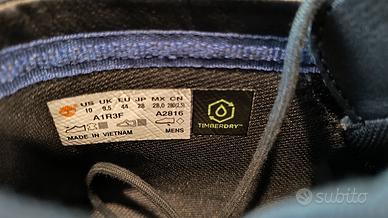 US UK EU JP MX CN
10 9.5 44 28 28.0 280(2.5)
A1R3F A2816
MADE IN VIETNAM MENS
TIMBERDRY™
subito